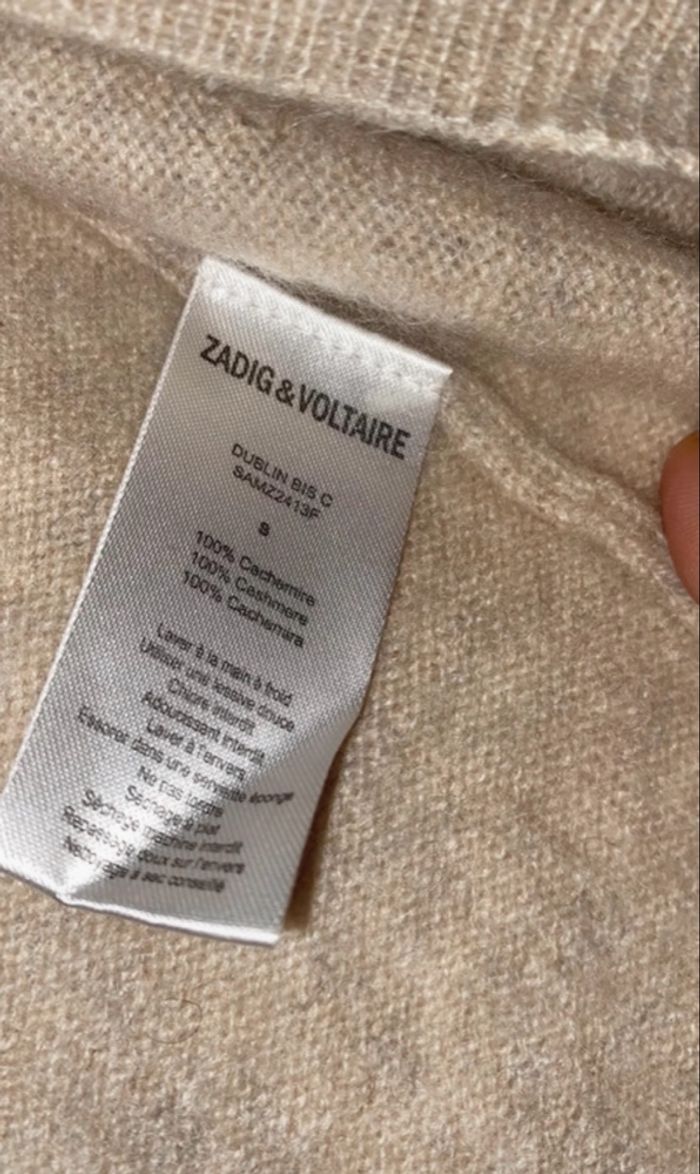 ZADIG & VOLTAIRE
DUBLIN BIS C
SAMZ2413F
S
100% Cachemire
100% Cashmere
100% Cachemira
Laver à la main à froid
Utiliser une lessive douce
Chlore interdit
Adoucissant interdit
Laver à l'envers
Essorer dans une serviette éponge
Ne pas tordre
Séchage à plat
Séchage machine interdit
Repassage doux sur l'envers
Nettoyage à sec conseillé